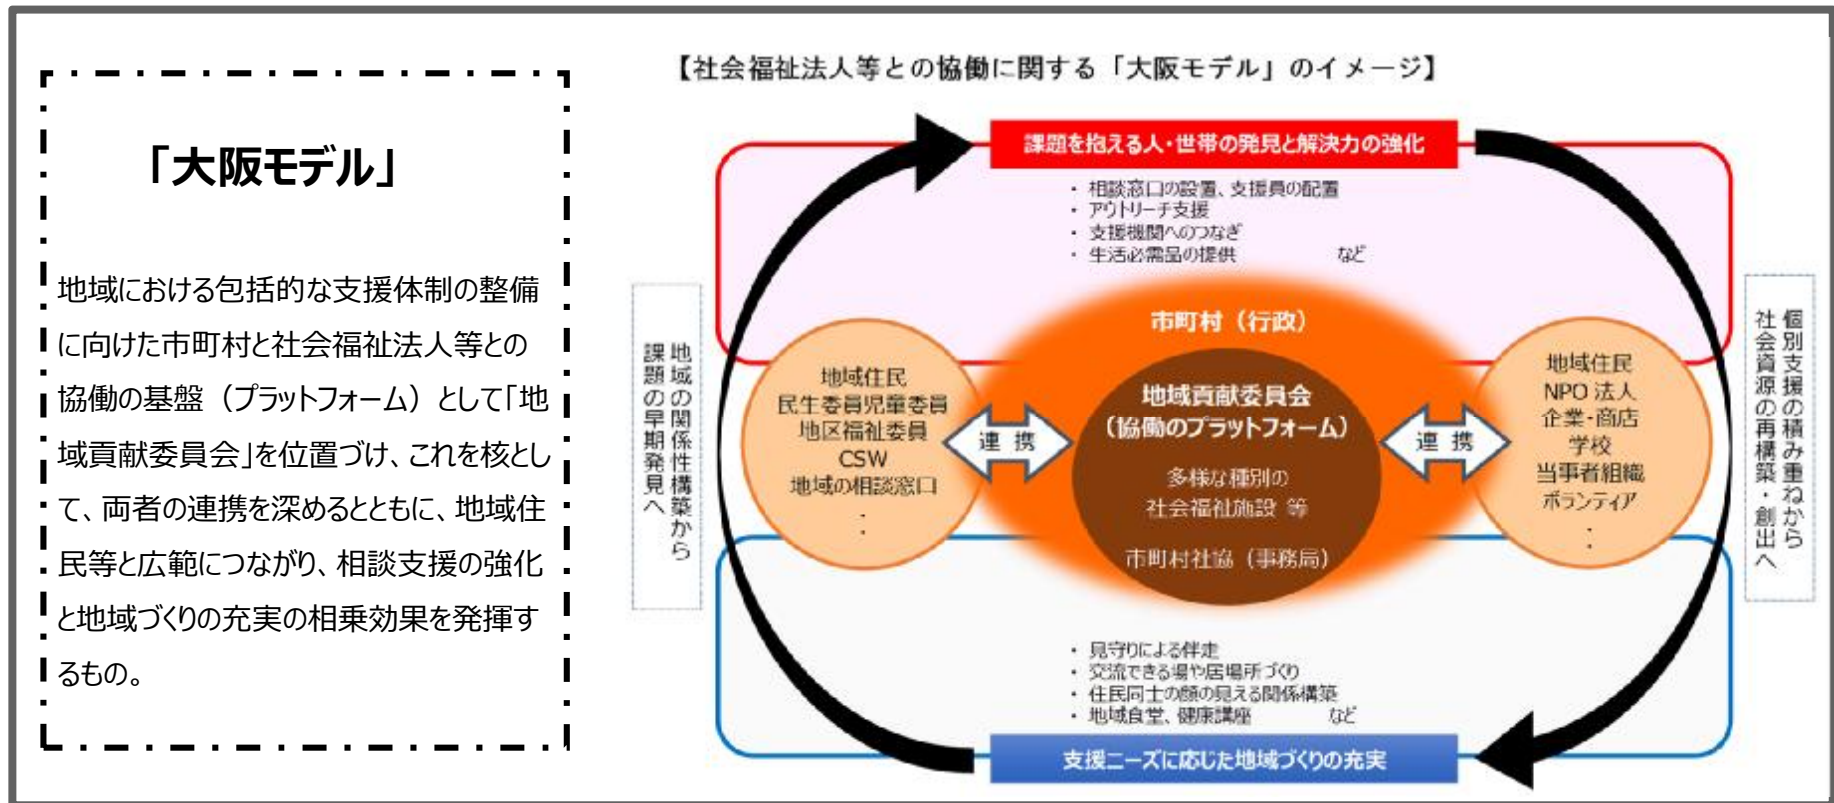 「大阪モデル」
地域における包括的な支援体制の整備
に向けた市町村と社会福祉法人等との
協働の基盤（プラットフォーム）として「地
域貢献委員会」を位置づけ、これを核とし
て、両者の連携を深めるとともに、地域住
民等と広範につながり、相談支援の強化
と地域づくりの充実の相乗効果を発揮す
るもの。
【社会福祉法人等との協働に関する「大阪モデル」のイメージ】
課題を抱える人・世帯の発見と解決力の強化
・ 相談窓口の設置、支援員の配置
・ アウトリーチ支援
・ 支援機関へのつなぎ
・ 生活必需品の提供 など
地域の関係性構築から
課題の早期発見へ
地域住民
民生委員児童委員
地区福祉委員
CSW
地域の相談窓口
・
・
連携
市町村（行政）
地域貢献委員会
（協働のプラットフォーム）
多様な種別の
社会福祉施設 等
市町村社協（事務局）
連携
地域住民
NPO 法人
企業・商店
学校
当事者組織
ボランティア
・
・
個別支援の積み重ねから
社会資源の再構築・創出へ
・ 見守りによる伴走
・ 交流できる場や居場所づくり
・ 住民同士の顔の見える関係構築
・ 地域食堂、健康講座 など
支援ニーズに応じた地域づくりの充実